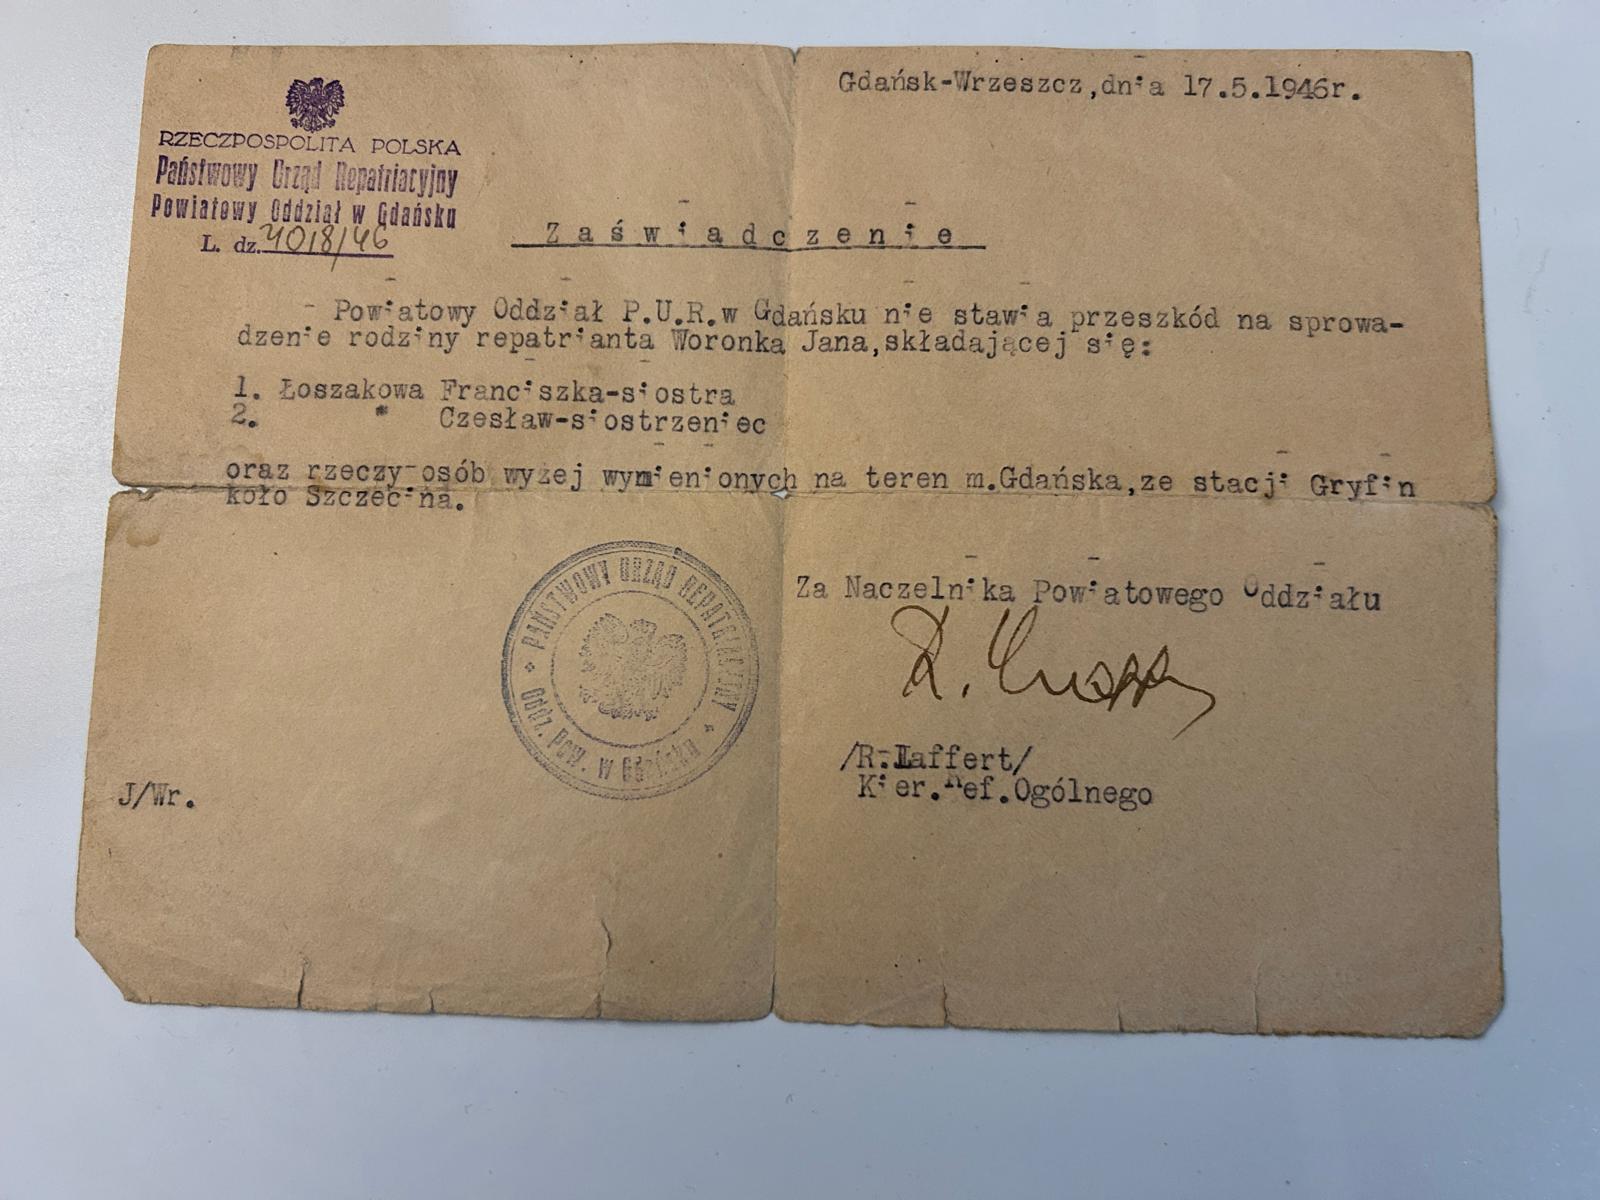 Gdańsk-Wrzeszcz,dnia 17.5.1946r.
RZECZPOSPOLITA POLSKA
Państwowy Urząd Repatriacyjny
Powiatowy Oddział w Gdańsku
L. dz. 4018/46
Zaświadczenie
- Powiatowy Oddział P.U.R.w Gdańsku nie stawia przeszkód na sprowa-
dzenie rodziny repatrianta Woronka Jana,składającej się:
1. Łoszakowa Franciszka-siostra
2. " Czesław-siostrzeniec
oraz rzeczy osób wyżej wymienionych na teren m.Gdańska,ze stacji Gryfin
koło Szczecina.
Za Naczelnika Powiatowego Oddziału
PAŃSTWOWY URZĄD REPATRIACYJNY
Oddz. Pow. w Gdańsku
/R.Laffert/
Kier.Ref.Ogólnego
J/Wr.